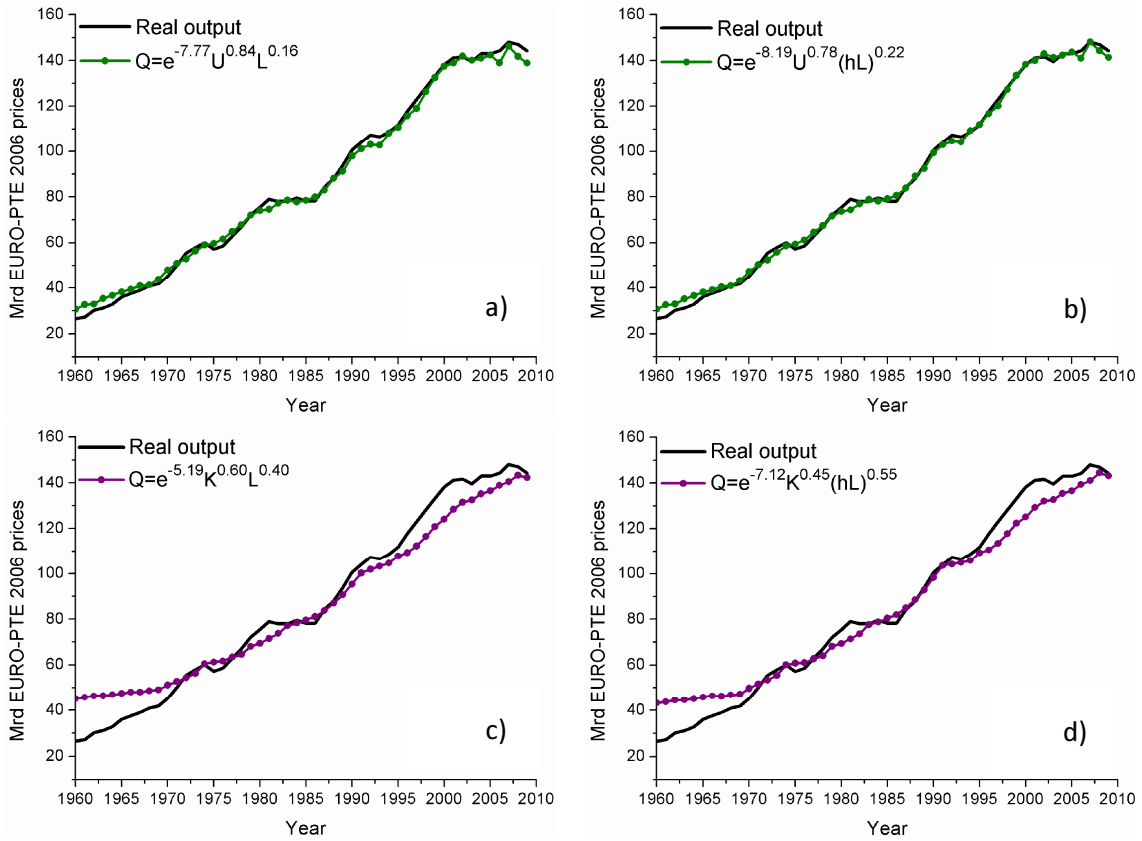 Real output
Q=e^-7.77 U^0.84 L^0.16
160
140
120
100
80
60
40
20
Mrd EURO-PTE 2006 prices
a)
1960 1965 1970 1975 1980 1985 1990 1995 2000 2005 2010
Year
Real output
Q=e^-8.19 U^0.78 (hL)^0.22
160
140
120
100
80
60
40
20
Mrd EURO-PTE 2006 prices
b)
1960 1965 1970 1975 1980 1985 1990 1995 2000 2005 2010
Year
Real output
Q=e^-5.19 K^0.60 L^0.40
160
140
120
100
80
60
40
20
Mrd EURO-PTE 2006 prices
c)
1960 1965 1970 1975 1980 1985 1990 1995 2000 2005 2010
Year
Real output
Q=e^-7.12 K^0.45 (hL)^0.55
160
140
120
100
80
60
40
20
Mrd EURO-PTE 2006 prices
d)
1960 1965 1970 1975 1980 1985 1990 1995 2000 2005 2010
Year